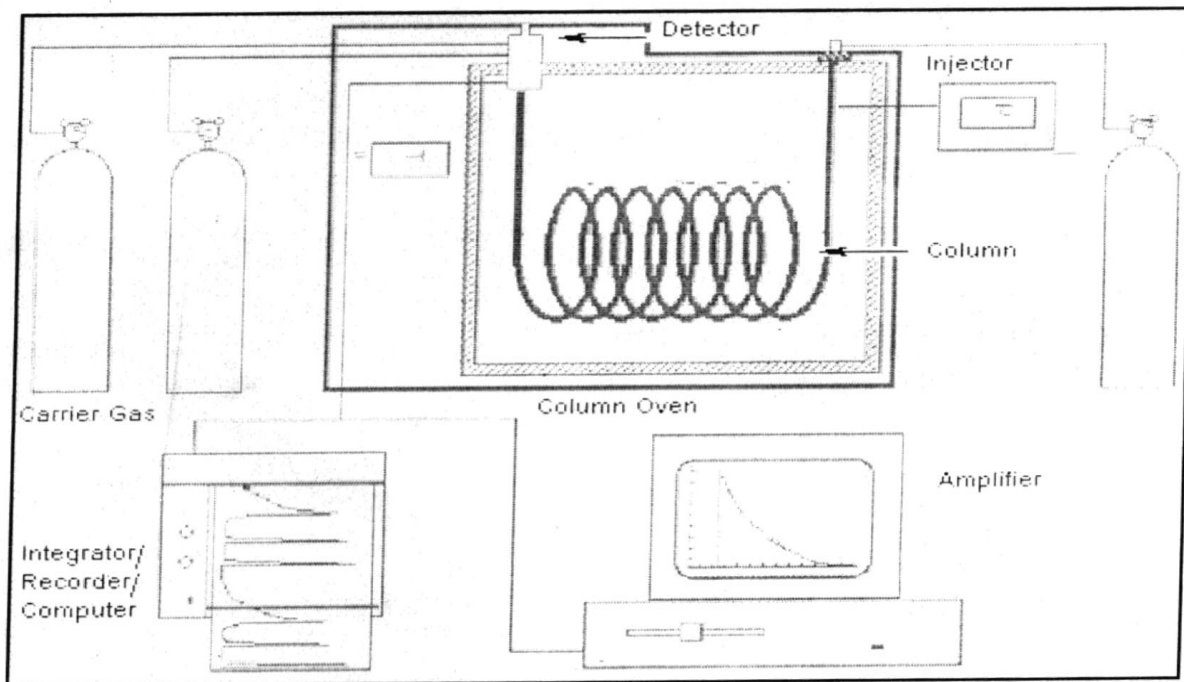 Detector
Injector
Column
Column Oven
Carrier Gas
Amplifier
Integrator/
Recorder/
Computer